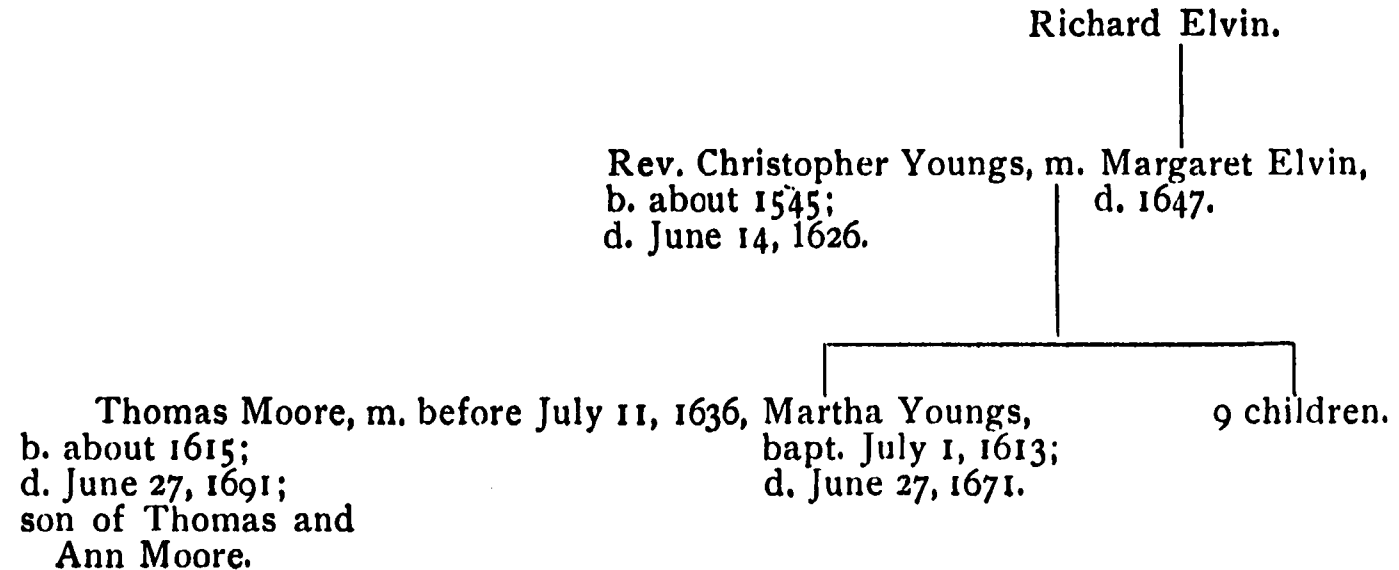 Richard Elvin.
Rev. Christopher Youngs, m. Margaret Elvin,
b. about 1545; d. 1647.
d. June 14, 1626.
Thomas Moore, m. before July 11, 1636, Martha Youngs, 9 children.
b. about 1615; bapt. July 1, 1613;
d. June 27, 1691; d. June 27, 1671.
son of Thomas and
Ann Moore.